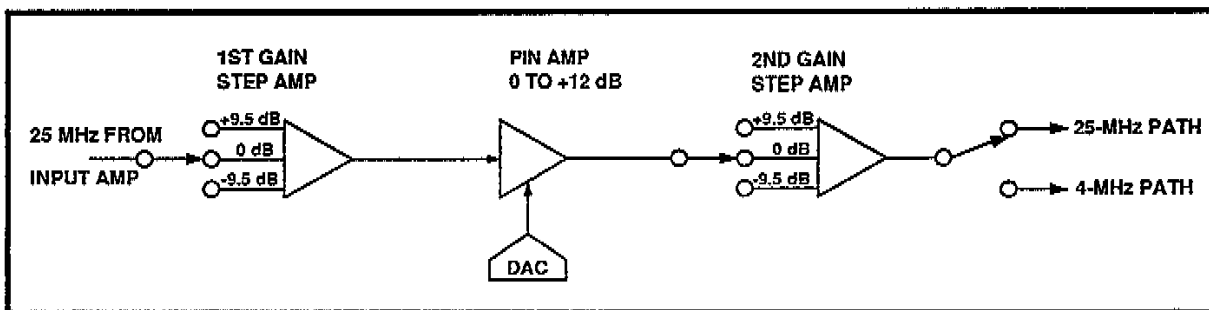 1ST GAIN
STEP AMP
PIN AMP
0 TO +12 dB
2ND GAIN
STEP AMP
25 MHz FROM
INPUT AMP
+9.5 dB
0 dB
-9.5 dB
DAC
+9.5 dB
0 dB
-9.5 dB
25-MHz PATH
4-MHz PATH